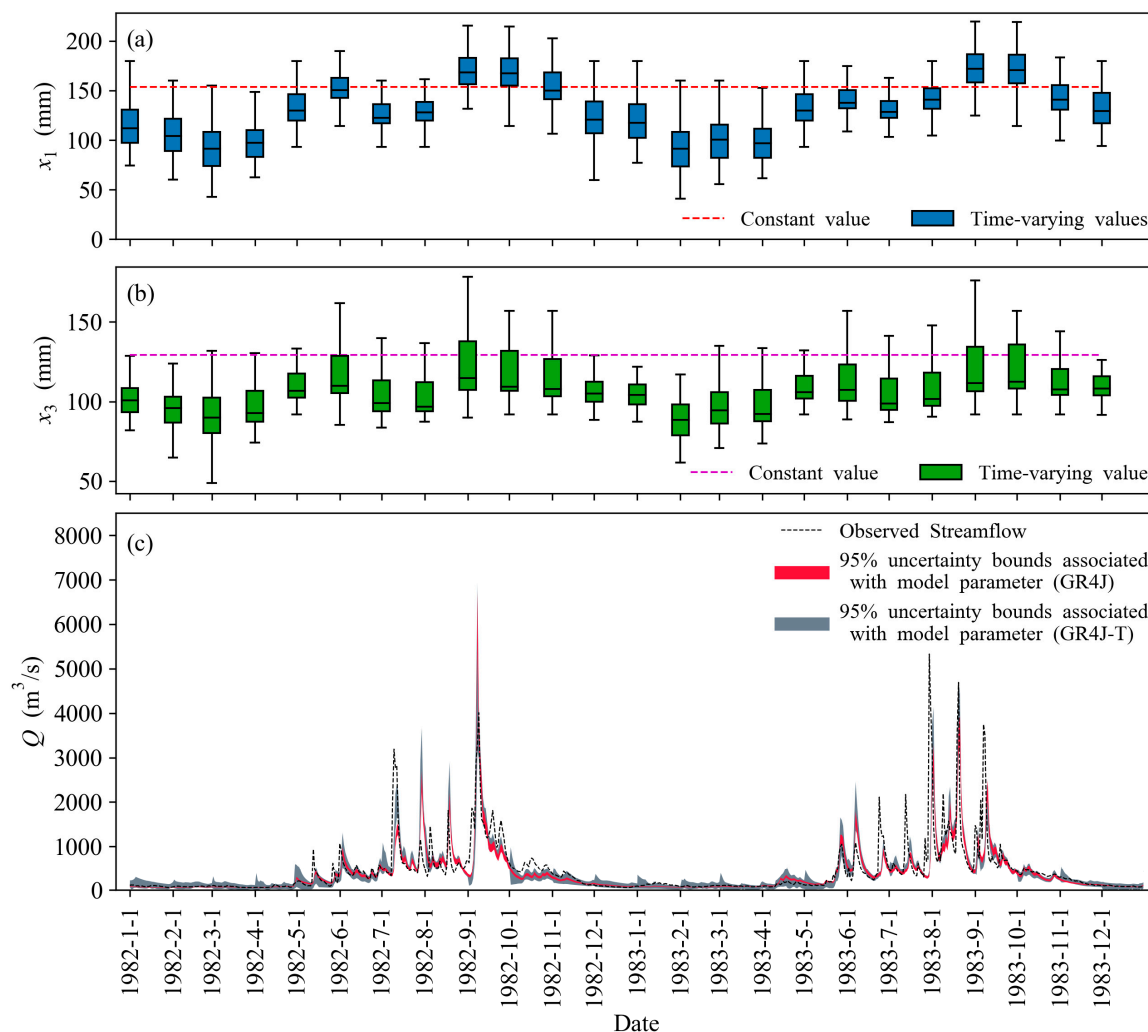 (a)
200
150
100
50
0
x₁ (mm)
Constant value
Time-varying values
(b)
150
100
50
x₃ (mm)
Constant value
Time-varying value
(c)
8000
7000
6000
5000
4000
3000
2000
1000
0
Q (m³/s)
Observed Streamflow
95% uncertainty bounds associated
with model parameter (GR4J)
95% uncertainty bounds associated
with model parameter (GR4J-T)
1982-1-1
1982-2-1
1982-3-1
1982-4-1
1982-5-1
1982-6-1
1982-7-1
1982-8-1
1982-9-1
1982-10-1
1982-11-1
1982-12-1
1983-1-1
1983-2-1
1983-3-1
1983-4-1
1983-5-1
1983-6-1
1983-7-1
1983-8-1
1983-9-1
1983-10-1
1983-11-1
1983-12-1
Date